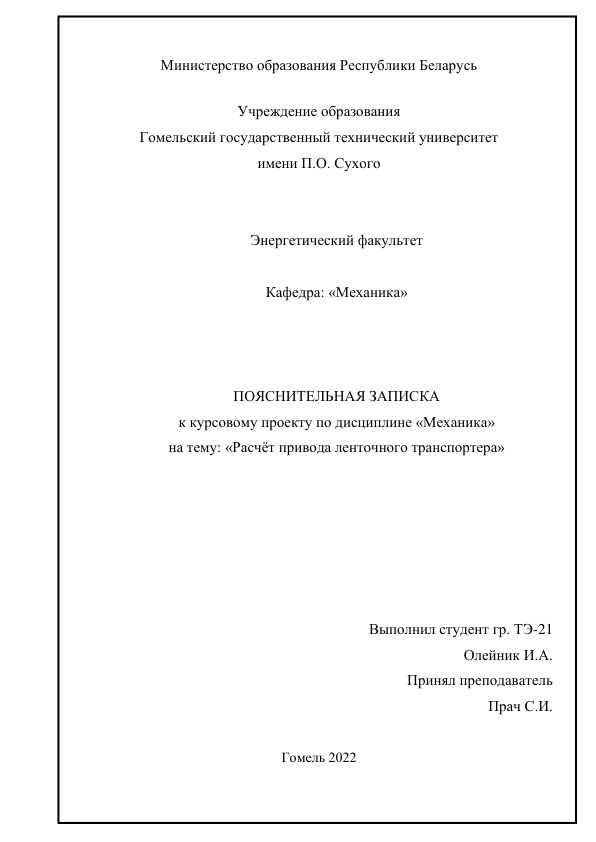 Министерство образования Республики Беларусь
Учреждение образования
Гомельский государственный технический университет
имени П.О. Сухого
Энергетический факультет
Кафедра: «Механика»
ПОЯСНИТЕЛЬНАЯ ЗАПИСКА
к курсовому проекту по дисциплине «Механика»
на тему: «Расчёт привода ленточного транспортера»
Выполнил студент гр. ТЭ-21
Олейник И.А.
Принял преподаватель
Прач С.И.
Гомель 2022